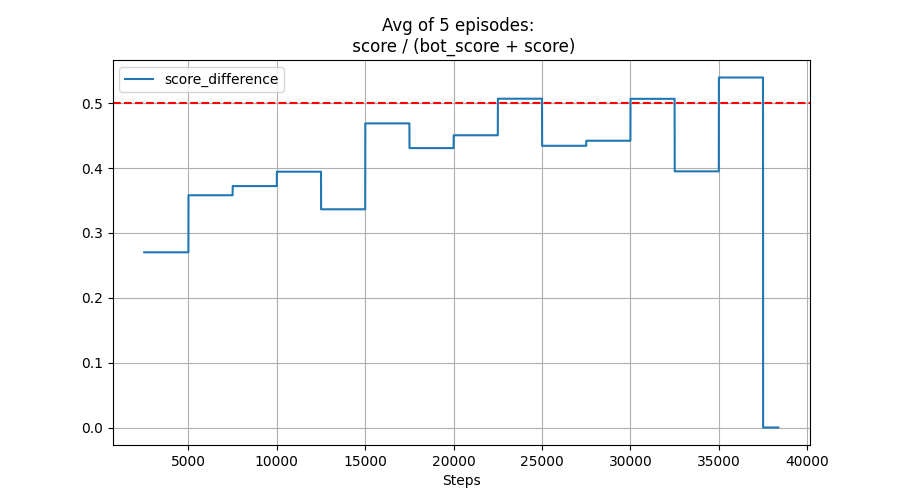 Avg of 5 episodes:
score / (bot_score + score)
score_difference
0.5
0.4
0.3
0.2
0.1
0.0
5000 10000 15000 20000 25000 30000 35000 40000
Steps